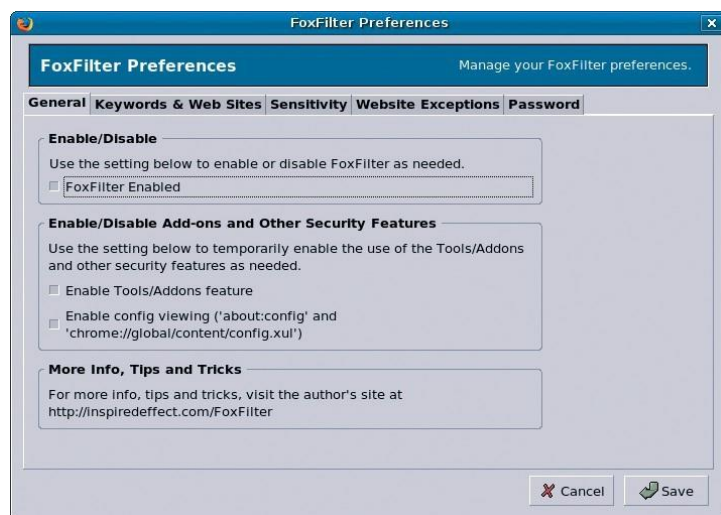 FoxFilter Preferences
FoxFilter Preferences
Manage your FoxFilter preferences.
General Keywords & Web Sites Sensitivity Website Exceptions Password
Enable/Disable
Use the setting below to enable or disable FoxFilter as needed.
FoxFilter Enabled
Enable/Disable Add-ons and Other Security Features
Use the setting below to temporarily enable the use of the Tools/Addons
and other security features as needed.
Enable Tools/Addons feature
Enable config viewing ('about:config' and
'chrome://global/content/config.xul')
More Info, Tips and Tricks
For more info, tips and tricks, visit the author's site at
http://inspiredeffect.com/FoxFilter
Cancel Save